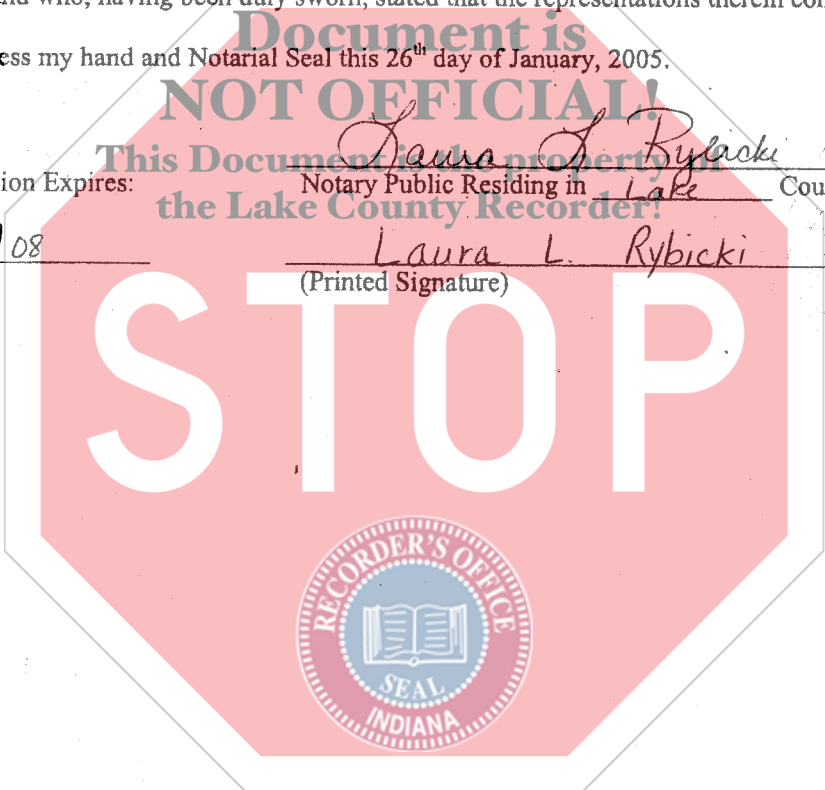 who, having been duly sworn, stated that the representations therein
Document is
ess my hand and Notarial Seal this 26th day of January, 2005.
NOT OFFICIAL!
Laura L Rybicki
This Document is the property of
ion Expires: Notary Public Residing in Lake Cou
the Lake County Recorder!
08 Laura L. Rybicki
(Printed Signature)
STOP
RECORDER'S OFFICE
SEAL
INDIANA